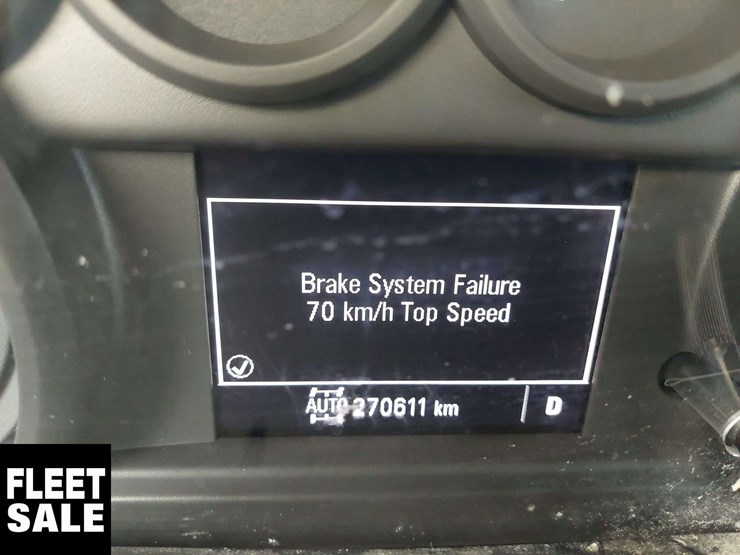 Brake System Failure
70 km/h Top Speed
AUTO 270611 km
D
FLEET
SALE